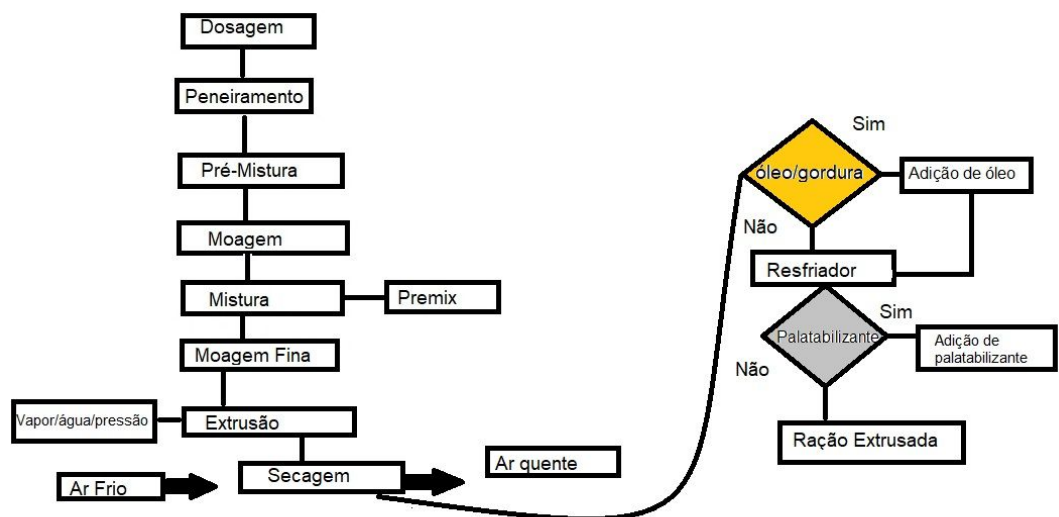 Dosagem
Peneiramento
Pré-Mistura
Moagem
Mistura
Premix
Moagem Fina
Vapor/água/pressão
Extrusão
Ar Frio
Secagem
Ar quente
Sim
óleo/gordura
Adição de óleo
Não
Resfriador
Sim
Palatabilizante
Adição de
palatabilizante
Não
Ração Extrusada